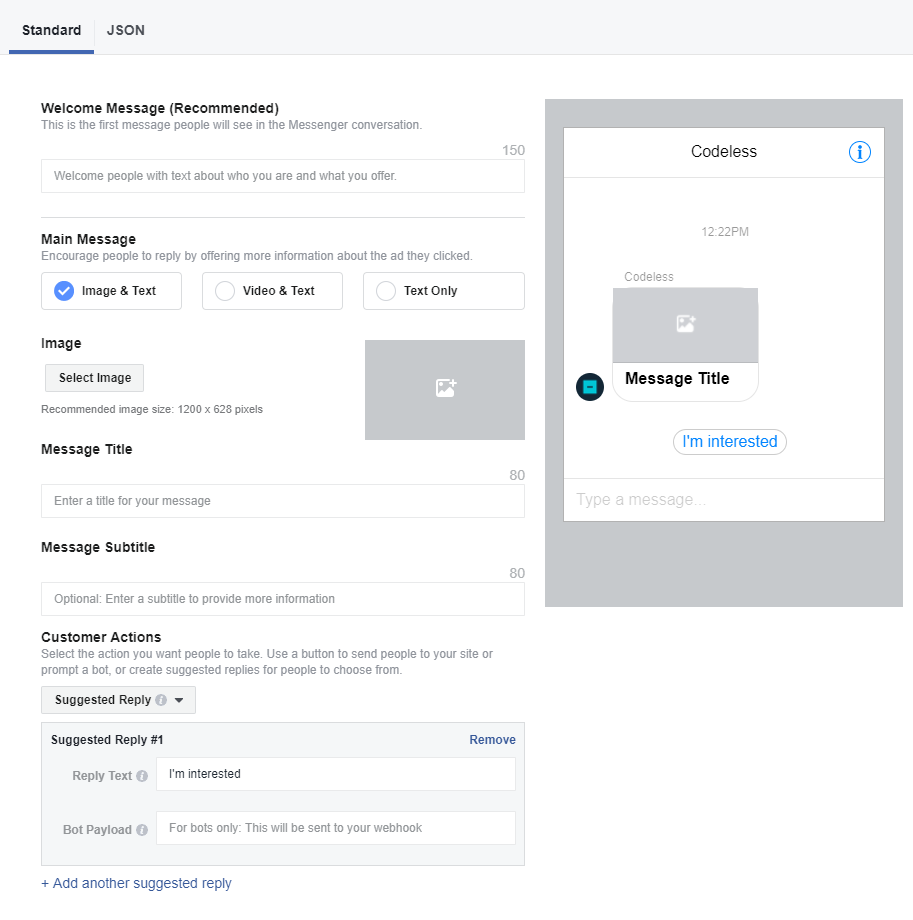 Standard
JSON
Welcome Message (Recommended)
This is the first message people will see in the Messenger conversation.
150
Welcome people with text about who you are and what you offer.
Main Message
Encourage people to reply by offering more information about the ad they clicked.
Image & Text
Video & Text
Text Only
Image
Select Image
Recommended image size: 1200 x 628 pixels
Message Title
80
Enter a title for your message
Message Subtitle
80
Optional: Enter a subtitle to provide more information
Customer Actions
Select the action you want people to take. Use a button to send people to your site or
prompt a bot, or create suggested replies for people to choose from.
Suggested Reply
Suggested Reply #1
Remove
Reply Text
I'm interested
Bot Payload
For bots only: This will be sent to your webhook
+ Add another suggested reply
Codeless
12:22PM
Codeless
Message Title
I'm interested
Type a message...